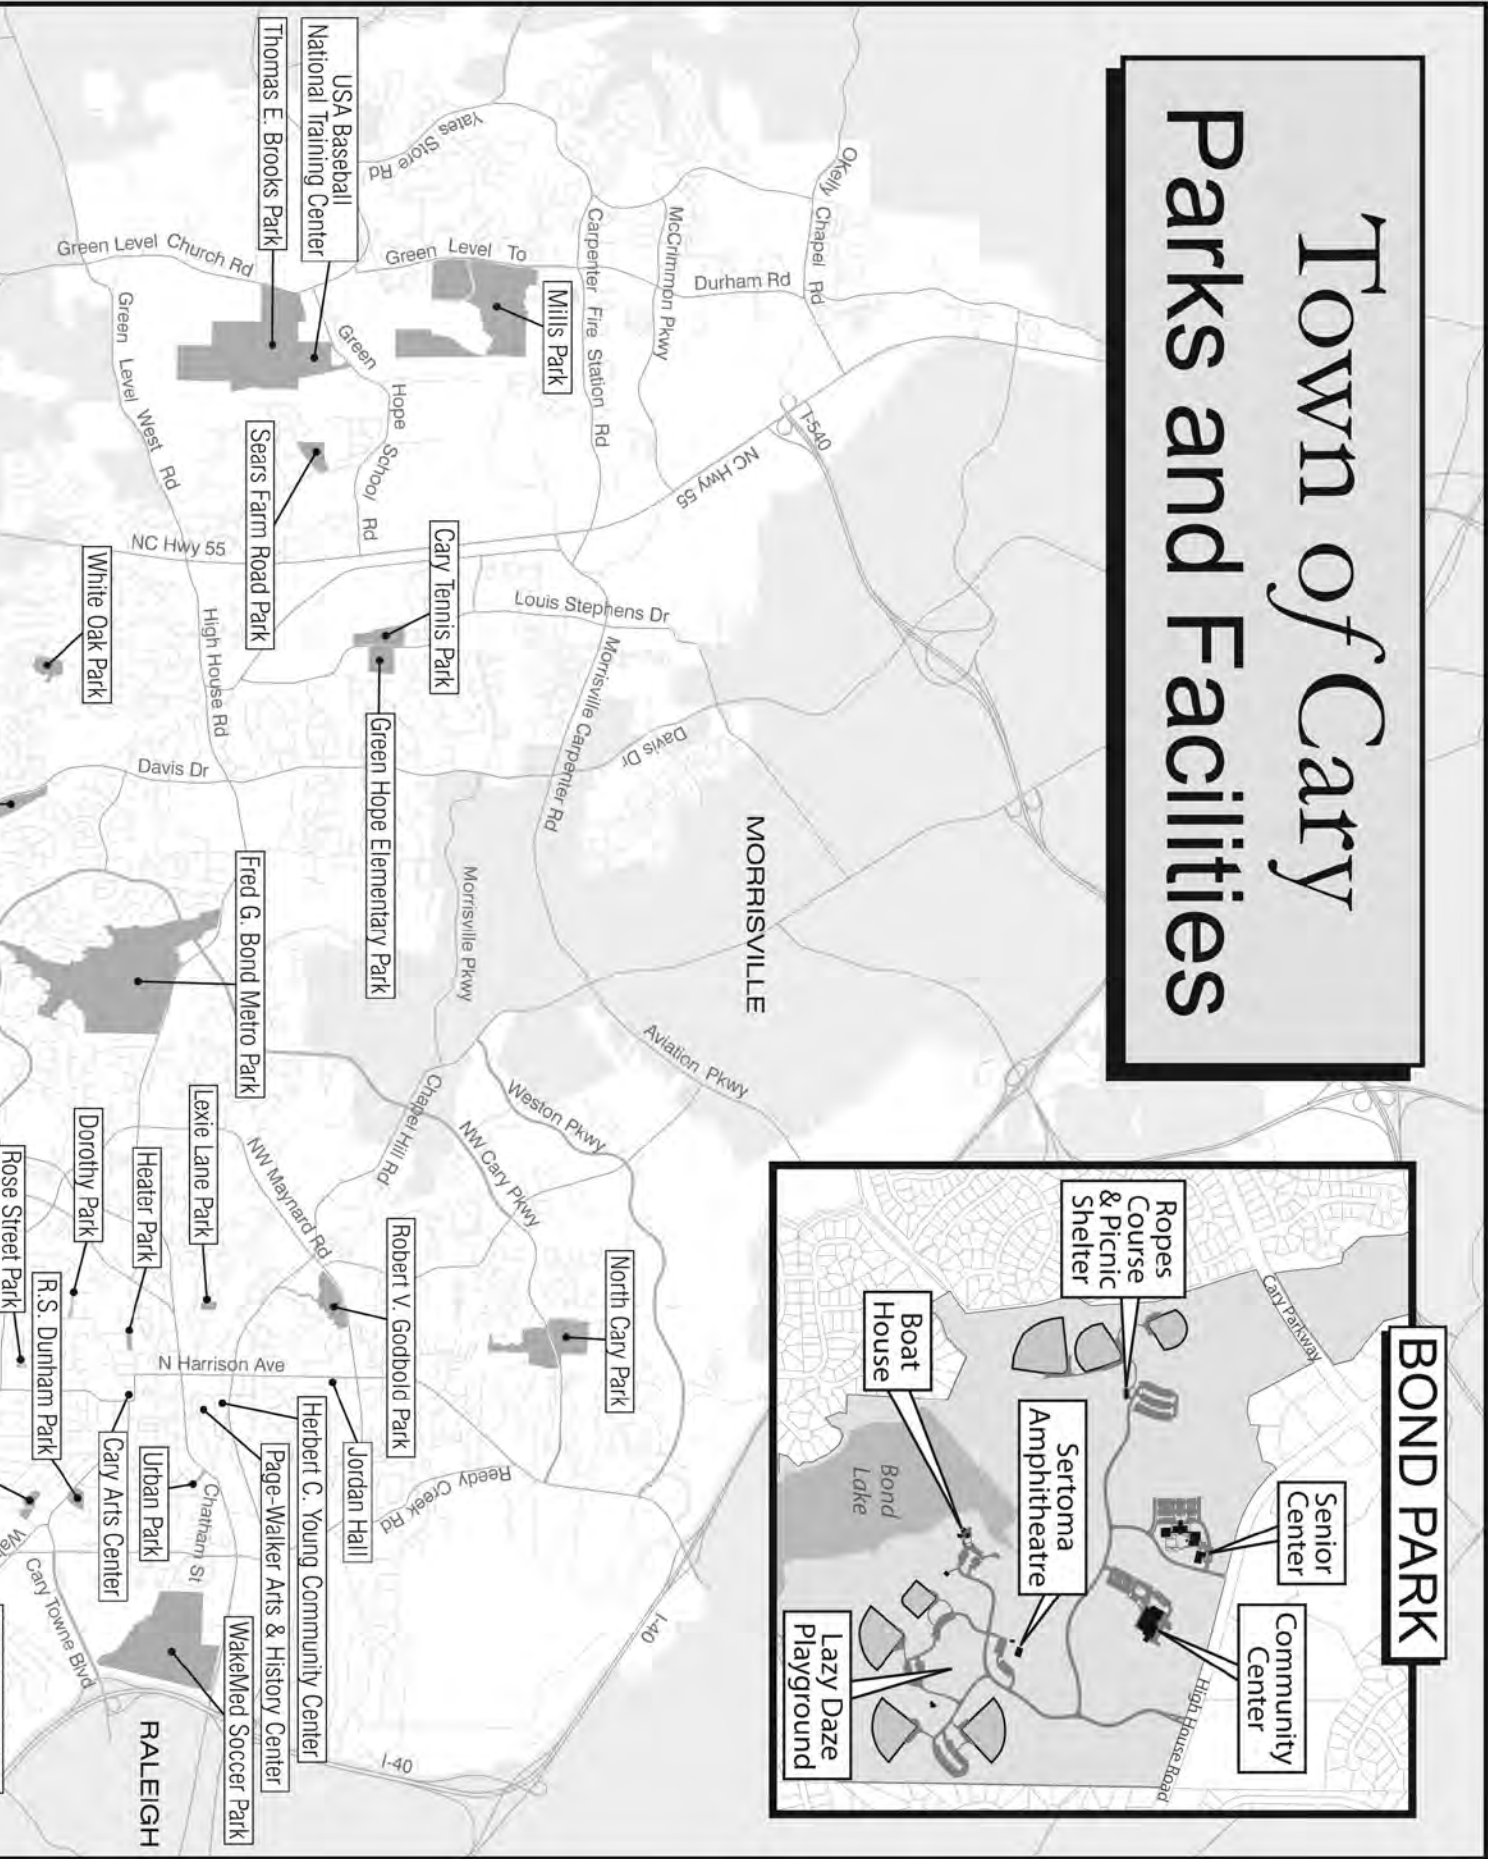 Town of Cary
Parks and Facilities
BOND PARK
Cary Parkway
High House Road
Senior
Center
Community
Center
Ropes
Course
& Picnic
Shelter
Sertoma
Amphitheatre
Boat
House
Bond
Lake
Lazy Daze
Playground
Okelly Chapel Rd
I-540
Durham Rd
McCrimmon Pkwy
NC Hwy 55
MORRISVILLE
Aviation Pkwy
Carpenter Fire Station Rd
Louis Stephens Dr
Davis Dr
Morrisville Carpenter Rd
Yates Store Rd
Green Level To
Mills Park
Morrisville Pkwy
Weston Pkwy
NW Cary Pkwy
North Cary Park
I-40
Cary Tennis Park
Green Hope Elementary Park
Chapel Hill Rd
Robert V. Godbold Park
Reedy Creek Rd
I-40
USA Baseball
National Training Center
Thomas E. Brooks Park
Green Hope School Rd
Sears Farm Road Park
Fred G. Bond Metro Park
NW Maynard Rd
Jordan Hall
Herbert C. Young Community Center
Page-Walker Arts & History Center
WakeMed Soccer Park
Green Level Church Rd
Green Level West Rd
NC Hwy 55
High House Rd
Davis Dr
Lexie Lane Park
Heater Park
N Harrison Ave
Chatham St
Urban Park
Cary Arts Center
RALEIGH
White Oak Park
Dorothy Park
R.S. Dunham Park
Rose Street Park
Cary Towne Blvd